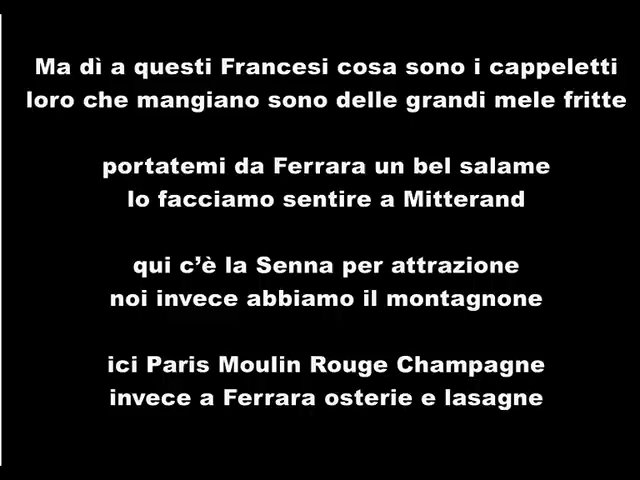 Ma dì a questi Francesi cosa sono i cappeletti
loro che mangiano sono delle grandi mele fritte
portatemi da Ferrara un bel salame
lo facciamo sentire a Mitterand
qui c’è la Senna per attrazione
noi invece abbiamo il montagnone
ici Paris Moulin Rouge Champagne
invece a Ferrara osterie e lasagne